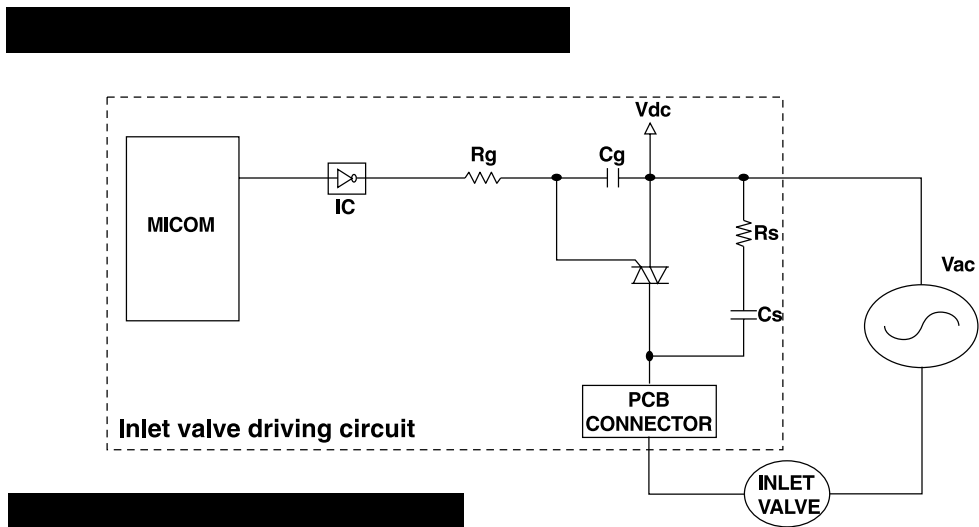 Vdc
Rg
Cg
IC
MICOM
Rs
Vac
Cs
PCB
CONNECTOR
Inlet valve driving circuit
INLET
VALVE